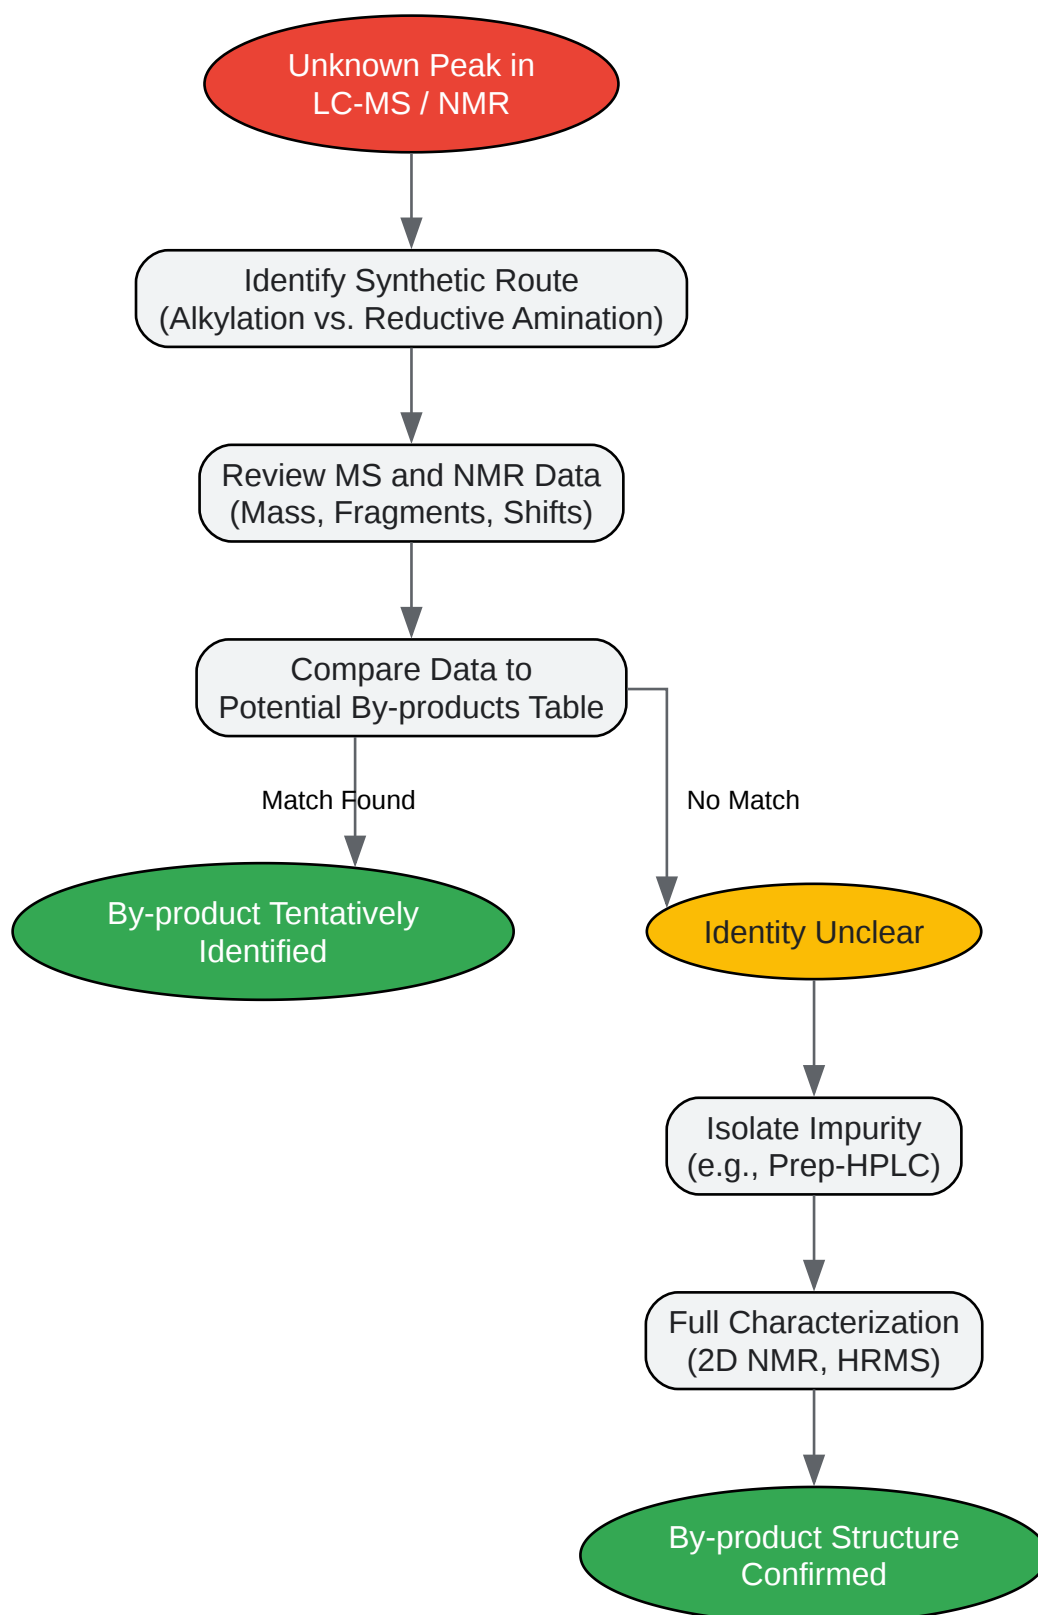 Unknown Peak in
LC-MS / NMR
Identify Synthetic Route
(Alkylation vs. Reductive Amination)
Review MS and NMR Data
(Mass, Fragments, Shifts)
Compare Data to
Potential By-products Table
Match Found
No Match
By-product Tentatively
Identified
Identity Unclear
Isolate Impurity
(e.g., Prep-HPLC)
Full Characterization
(2D NMR, HRMS)
By-product Structure
Confirmed